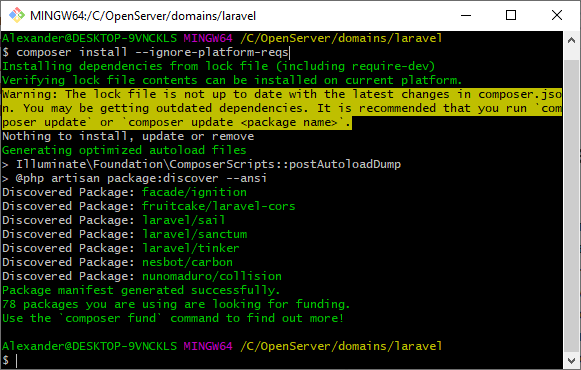 MINGW64:/C/OpenServer/domains/laravel
Alexander@DESKTOP-9VNCKLS MINGW64 /C/OpenServer/domains/laravel
$ composer install --ignore-platform-reqs
Installing dependencies from lock file (including require-dev)
Verifying lock file contents can be installed on current platform.
Warning: The lock file is not up to date with the latest changes in composer.jso
n. You may be getting outdated dependencies. It is recommended that you run `com
poser update` or `composer update <package name>`.
Nothing to install, update or remove
Generating optimized autoload files
> Illuminate\Foundation\ComposerScripts::postAutoloadDump
> @php artisan package:discover --ansi
Discovered Package: facade/ignition
Discovered Package: fruitcake/laravel-cors
Discovered Package: laravel/sail
Discovered Package: laravel/sanctum
Discovered Package: laravel/tinker
Discovered Package: nesbot/carbon
Discovered Package: nunomaduro/collision
Package manifest generated successfully.
78 packages you are using are looking for funding.
Use the `composer fund` command to find out more!
Alexander@DESKTOP-9VNCKLS MINGW64 /C/OpenServer/domains/laravel
$